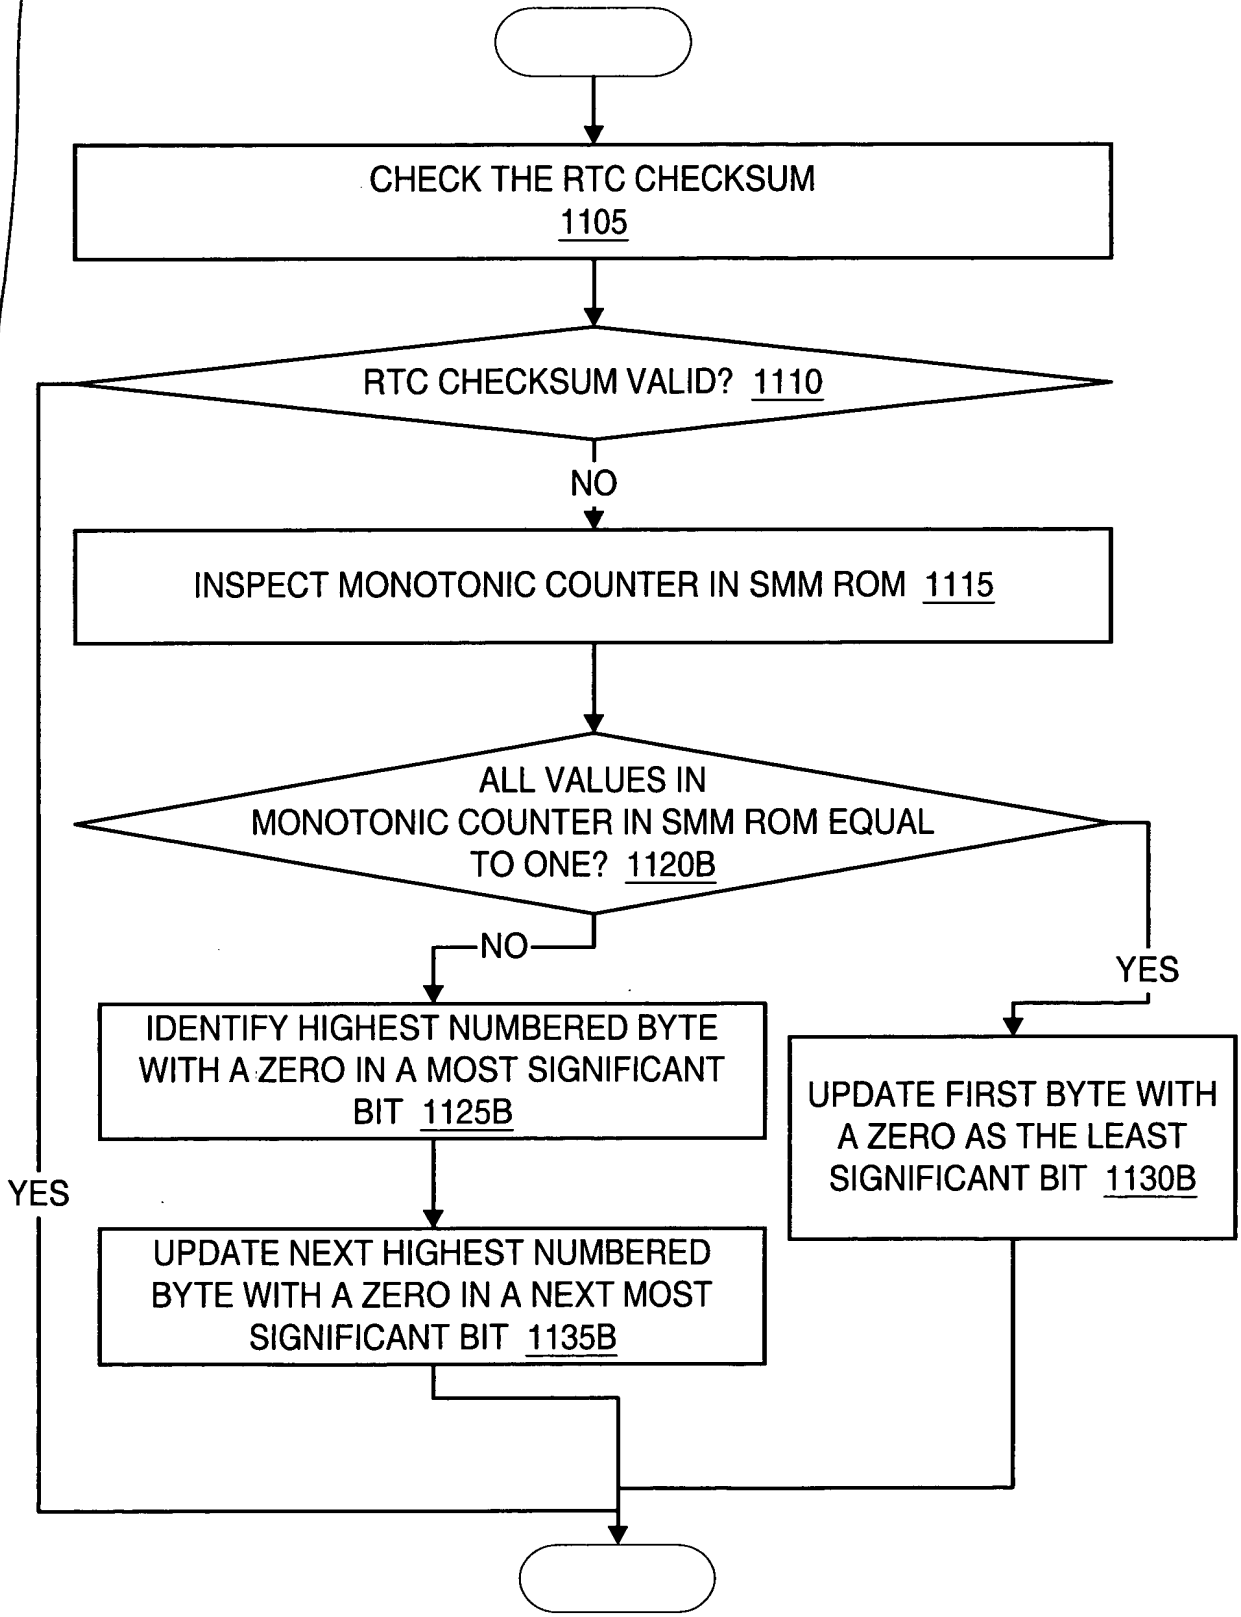 CHECK THE RTC CHECKSUM
1105
RTC CHECKSUM VALID? 1110
NO
INSPECT MONOTONIC COUNTER IN SMM ROM 1115
ALL VALUES IN
MONOTONIC COUNTER IN SMM ROM EQUAL
TO ONE? 1120B
NO
YES
IDENTIFY HIGHEST NUMBERED BYTE
WITH A ZERO IN A MOST SIGNIFICANT
BIT 1125B
UPDATE FIRST BYTE WITH
A ZERO AS THE LEAST
SIGNIFICANT BIT 1130B
YES
UPDATE NEXT HIGHEST NUMBERED
BYTE WITH A ZERO IN A NEXT MOST
SIGNIFICANT BIT 1135B